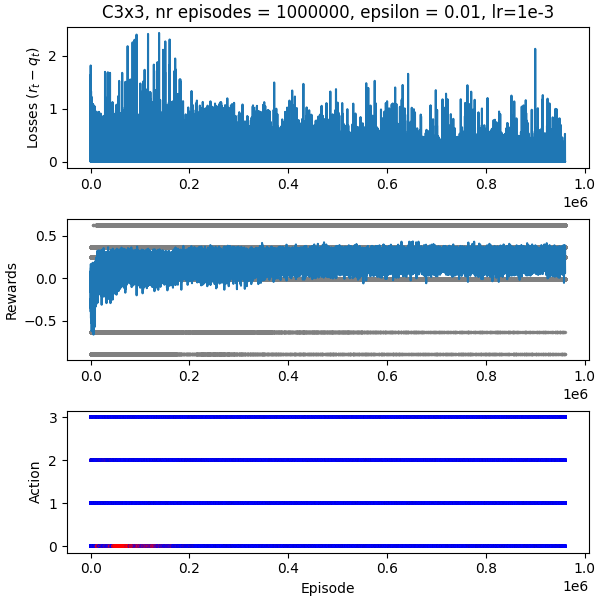 C3x3, nr episodes = 1000000, epsilon = 0.01, lr=1e-3
Losses (r_t − q_t)
2
1
0
0.0 0.2 0.4 0.6 0.8 1.0
1e6
Rewards
0.5
0.0
−0.5
0.0 0.2 0.4 0.6 0.8 1.0
1e6
Action
3
2
1
0
0.0 0.2 0.4 0.6 0.8 1.0
1e6
Episode